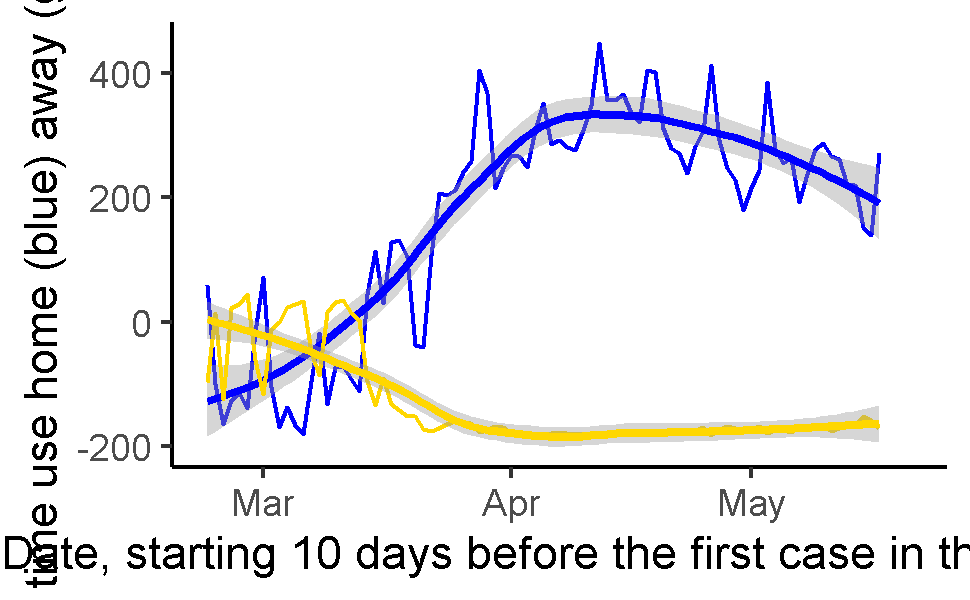 time use home (blue) away (
400
200
0
-200
Mar
Apr
May
Date, starting 10 days before the first case in th